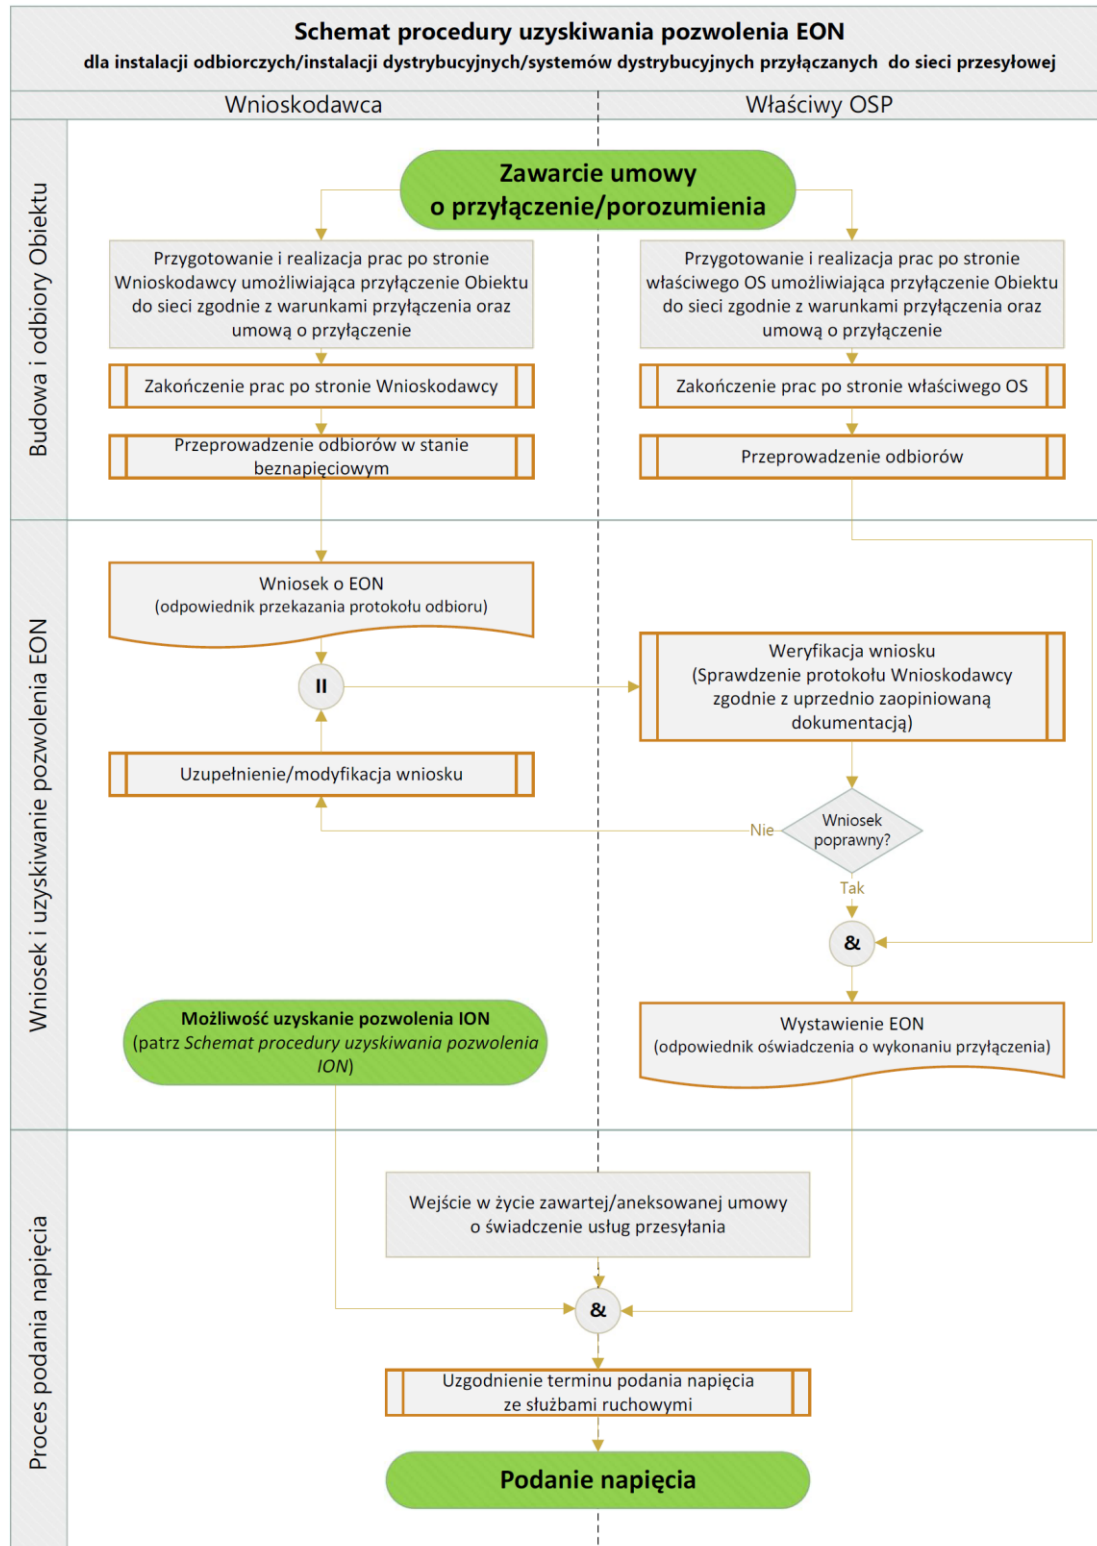 Schemat procedury uzyskiwania pozwolenia EON
dla instalacji odbiorczych/instalacji dystrybucyjnych/systemów dystrybucyjnych przyłączanych do sieci przesyłowej
Wnioskodawca
Właściwy OSP
Budowa i odbiory Obiektu
Zawarcie umowy
o przyłączenie/porozumienia
Przygotowanie i realizacja prac po stronie
Wnioskodawcy umożliwiająca przyłączenie Obiektu
do sieci zgodnie z warunkami przyłączenia oraz
umową o przyłączenie
Przygotowanie i realizacja prac po stronie
właściwego OS umożliwiająca przyłączenie Obiektu
do sieci zgodnie z warunkami przyłączenia oraz
umową o przyłączenie
Zakończenie prac po stronie Wnioskodawcy
Zakończenie prac po stronie właściwego OS
Przeprowadzenie odbiorów w stanie
beznapięciowym
Przeprowadzenie odbiorów
Wniosek i uzyskiwanie pozwolenia EON
Wniosek o EON
(odpowiednik przekazania protokołu odbioru)
II
Weryfikacja wniosku
(Sprawdzenie protokołu Wnioskodawcy
zgodnie z uprzednio zaopiniowaną
dokumentacją)
Uzupełnienie/modyfikacja wniosku
Nie
Wniosek
poprawny?
Tak
&
Możliwość uzyskanie pozwolenia ION
(patrz Schemat procedury uzyskiwania pozwolenia
ION)
Wystawienie EON
(odpowiednik oświadczenia o wykonaniu przyłączenia)
Proces podania napięcia
Wejście w życie zawartej/aneksowanej umowy
o świadczenie usług przesyłania
&
Uzgodnienie terminu podania napięcia
ze służbami ruchowymi
Podanie napięcia